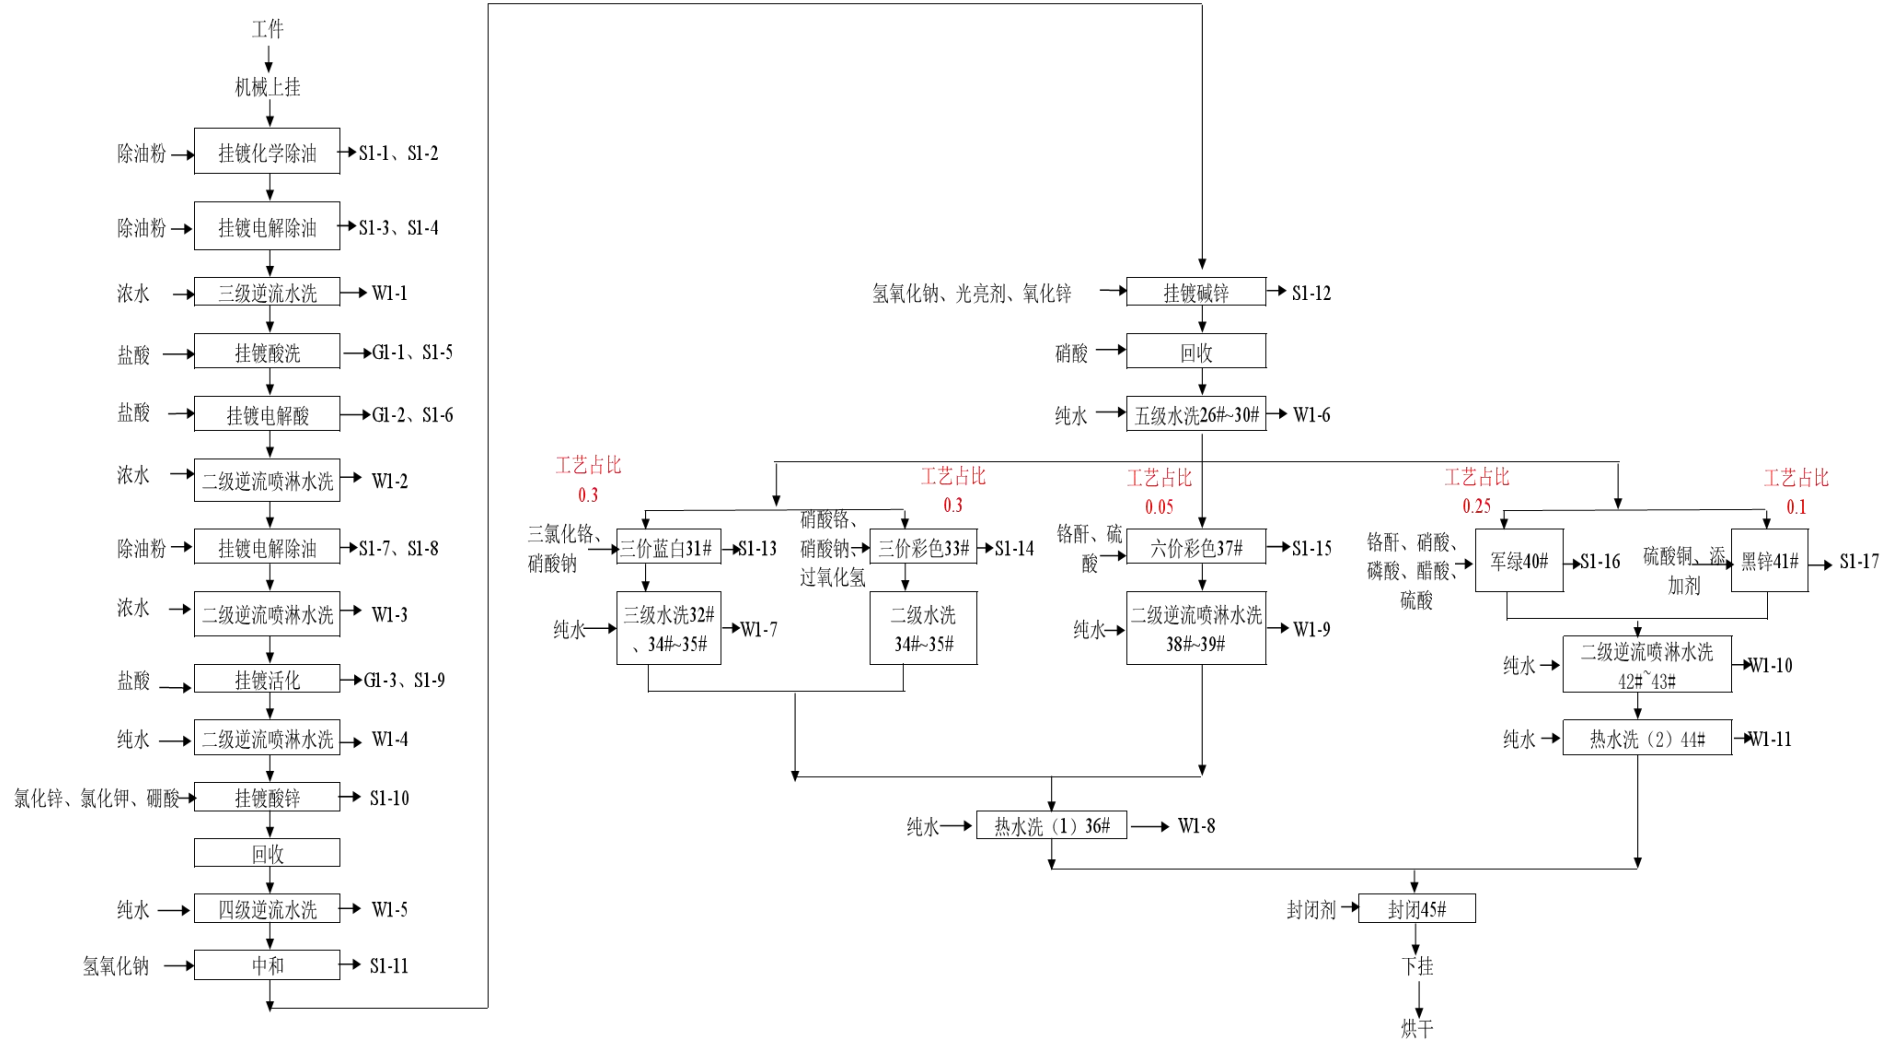 工件
机械上挂
除油粉
挂镀化学除油
S1-1、S1-2
除油粉
挂镀电解除油
S1-3、S1-4
浓水
三级逆流水洗
W1-1
盐酸
挂镀酸洗
G1-1、S1-5
盐酸
挂镀电解酸
G1-2、S1-6
浓水
二级逆流喷淋水洗
W1-2
除油粉
挂镀电解除油
S1-7、S1-8
浓水
二级逆流喷淋水洗
W1-3
盐酸
挂镀活化
G1-3、S1-9
纯水
二级逆流喷淋水洗
W1-4
氯化锌、氯化钾、硼酸
挂镀酸锌
S1-10
回收
纯水
四级逆流水洗
W1-5
氢氧化钠
中和
S1-11
氢氧化钠、光亮剂、氧化锌
挂镀碱锌
S1-12
硝酸
回收
纯水
五级水洗26#~30#
W1-6
工艺占比
0.3
三氯化铬、
硝酸钠
三价蓝白31#
S1-13
纯水
三级水洗32#
、34#~35#
W1-7
工艺占比
0.3
硝酸铬、
硝酸钠、
过氧化氢
三价彩色33#
S1-14
二级水洗
34#~35#
工艺占比
0.05
铬酐、硫
酸
六价彩色37#
S1-15
纯水
二级逆流喷淋水洗
38#~39#
W1-9
工艺占比
0.25
铬酐、硝酸、
磷酸、醋酸、
硫酸
军绿40#
S1-16
工艺占比
0.1
硫酸铜、添
加剂
黑锌41#
S1-17
纯水
二级逆流喷淋水洗
42#~43#
W1-10
纯水
热水洗（2）44#
W1-11
纯水
热水洗（1）36#
W1-8
封闭剂
封闭45#
下挂
烘干